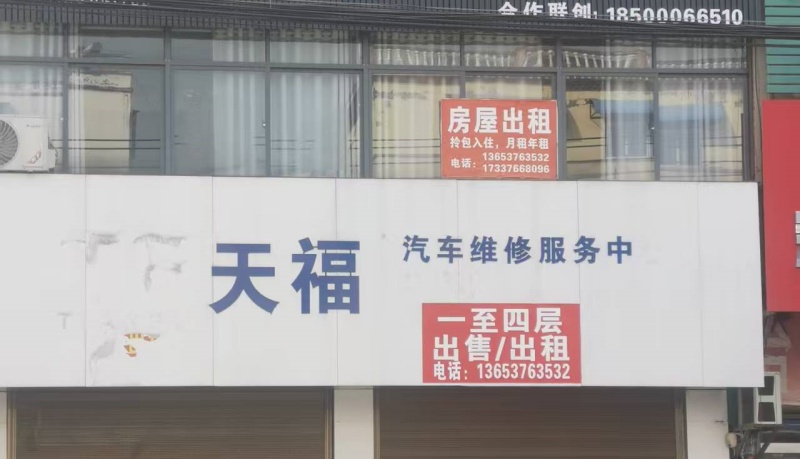 合作联创:18500066510
房屋出租
拎包入住，月租年租
电话：13653763532
17337668096
天福
汽车维修服务中
一至四层
出售/出租
电话：13653763532